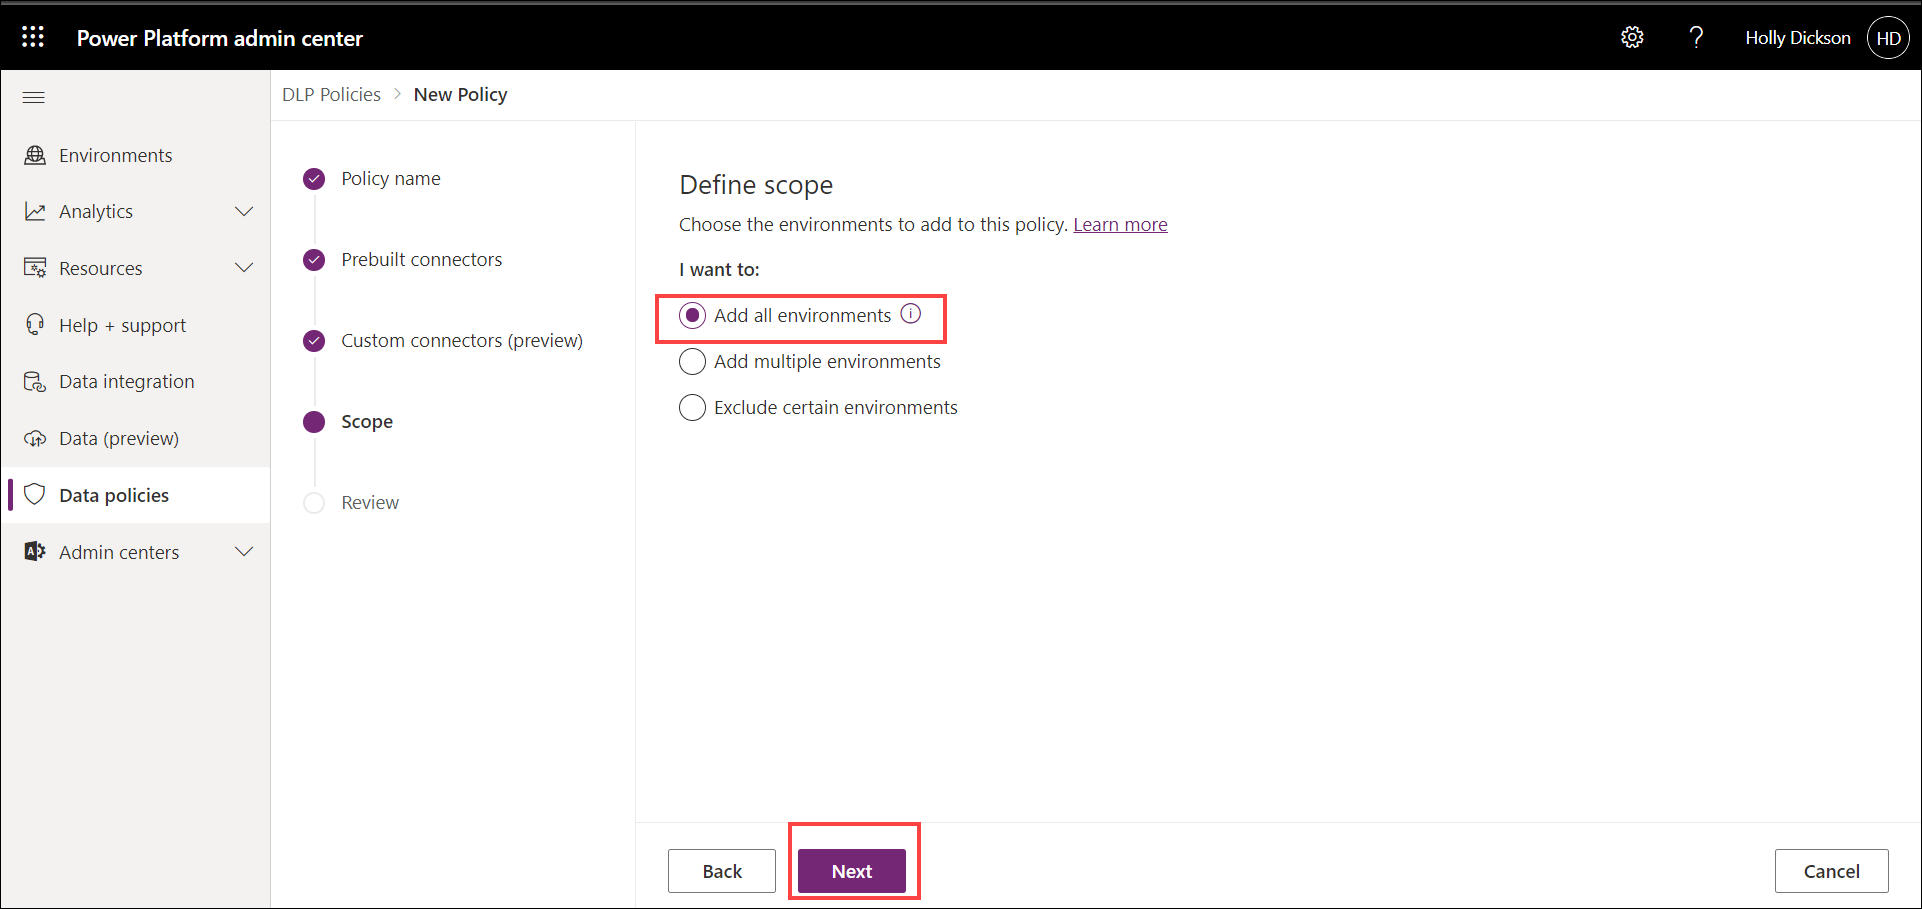 Power Platform admin center
Holly Dickson
HD
DLP Policies > New Policy
Environments
Analytics
Resources
Help + support
Data integration
Data (preview)
Data policies
Admin centers
Policy name
Prebuilt connectors
Custom connectors (preview)
Scope
Review
Define scope
Choose the environments to add to this policy. Learn more
I want to:
Add all environments
Add multiple environments
Exclude certain environments
Back
Next
Cancel